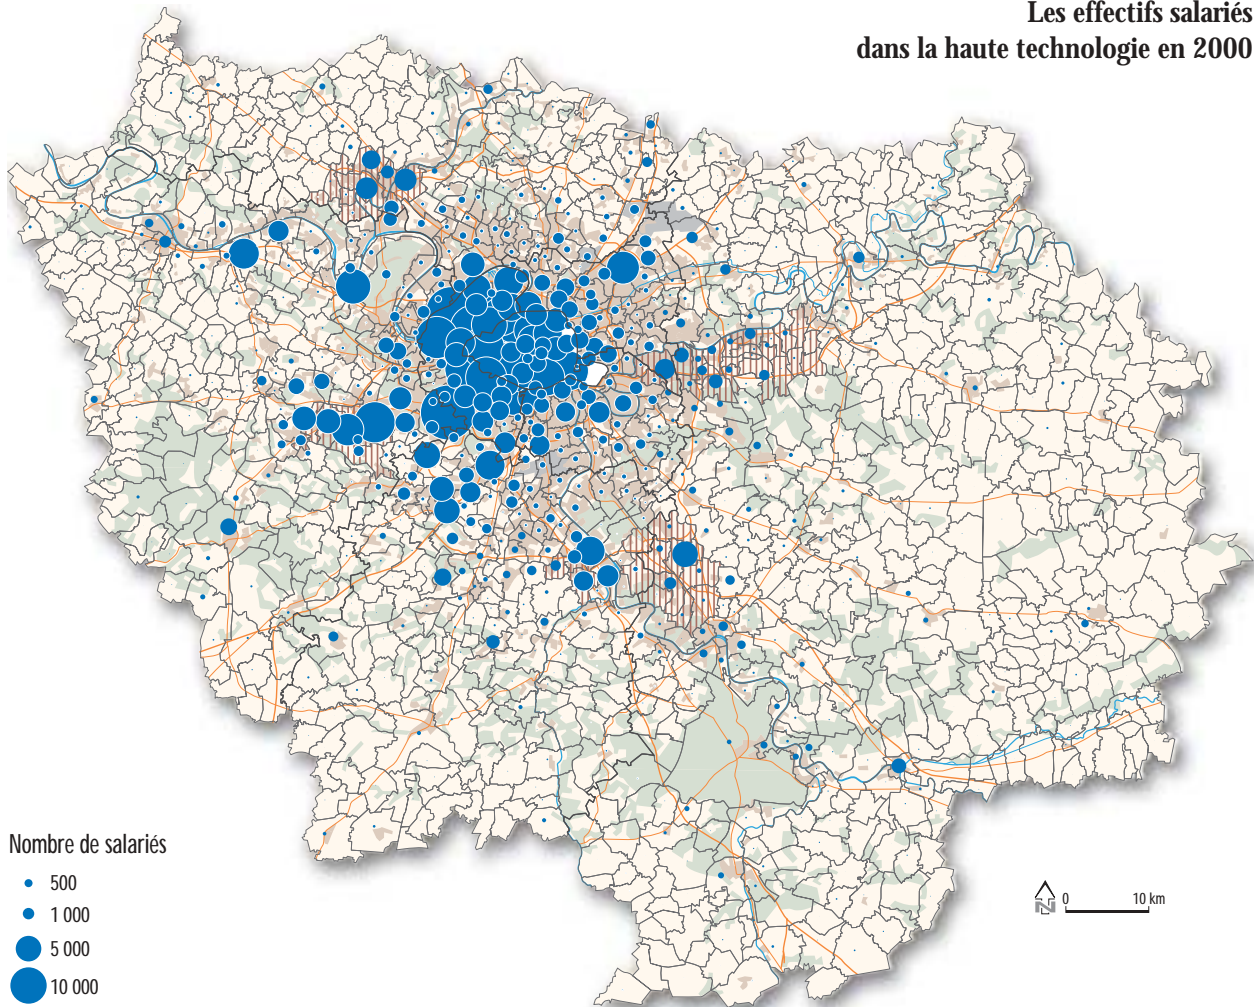 Les effectifs salariés
dans la haute technologie en 2000
Nombre de salariés
500
1 000
5 000
10 000
N
0 10 km